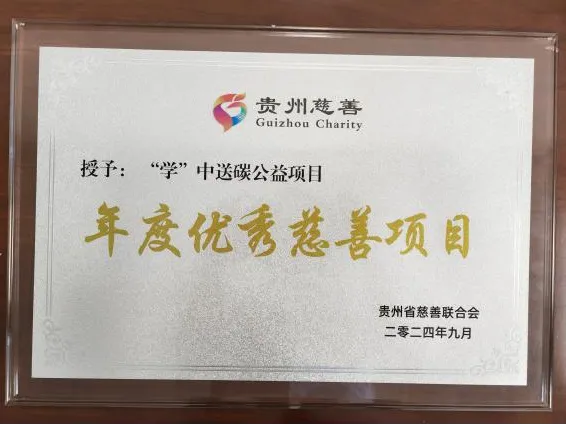 贵州慈善
Guizhou Charity
授予：“学”中送碳公益项目
年度优秀慈善项目
贵州省慈善联合会
二零二四年九月